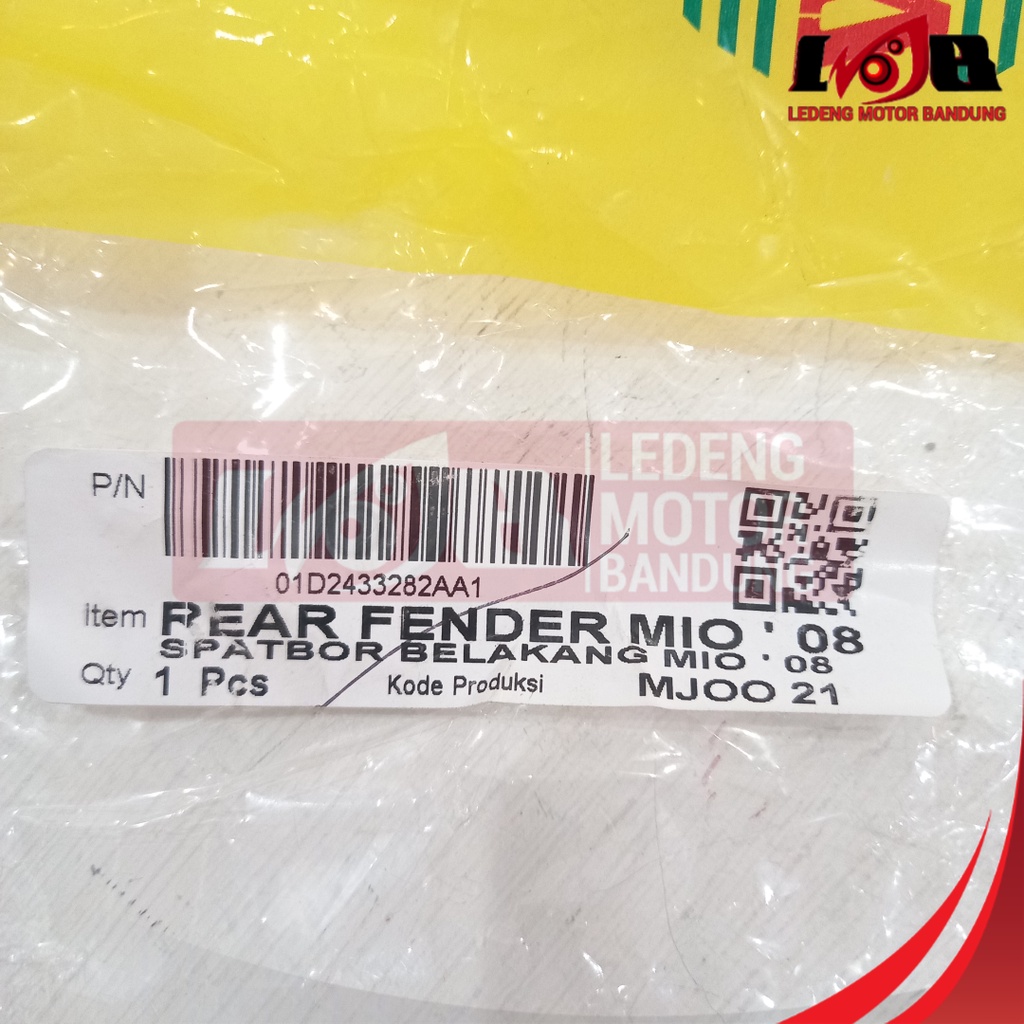 LMB
LEDENG MOTOR BANDUNG
LEDENG
MOTOR
BANDUNG
P/N
01D2433282AA1
Item REAR FENDER MIO ' 08
SPATBOR BELAKANG MIO ' 08
Qty 1 Pcs Kode Produksi MJOO 21